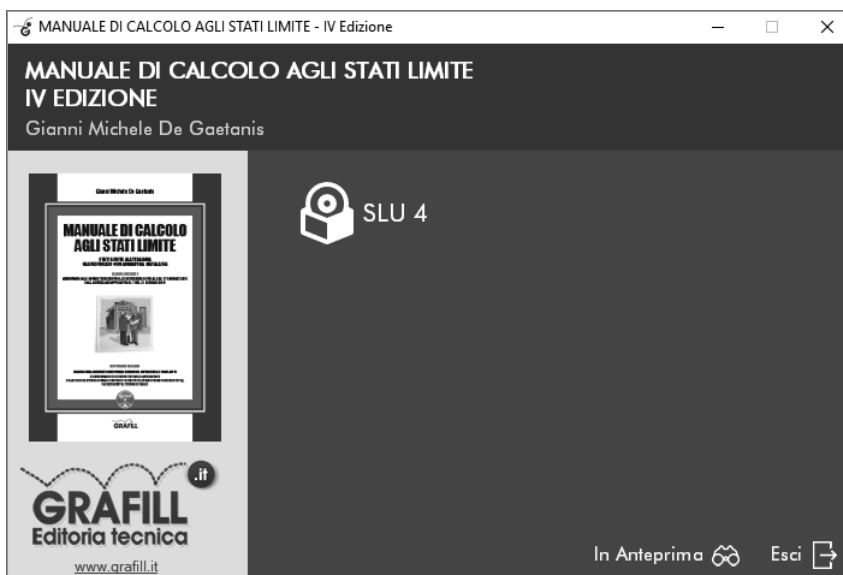 MANUALE DI CALCOLO AGLI STATI LIMITE - IV Edizione
MANUALE DI CALCOLO AGLI STATI LIMITE
IV EDIZIONE
Gianni Michele De Gaetanis
Gianni Michele De Gaetanis
MANUALE DI CALCOLO
AGLI STATI LIMITE
GRAFILL
SLU 4
.it
GRAFILL
Editoria tecnica
www.grafill.it
In Anteprima
Esci